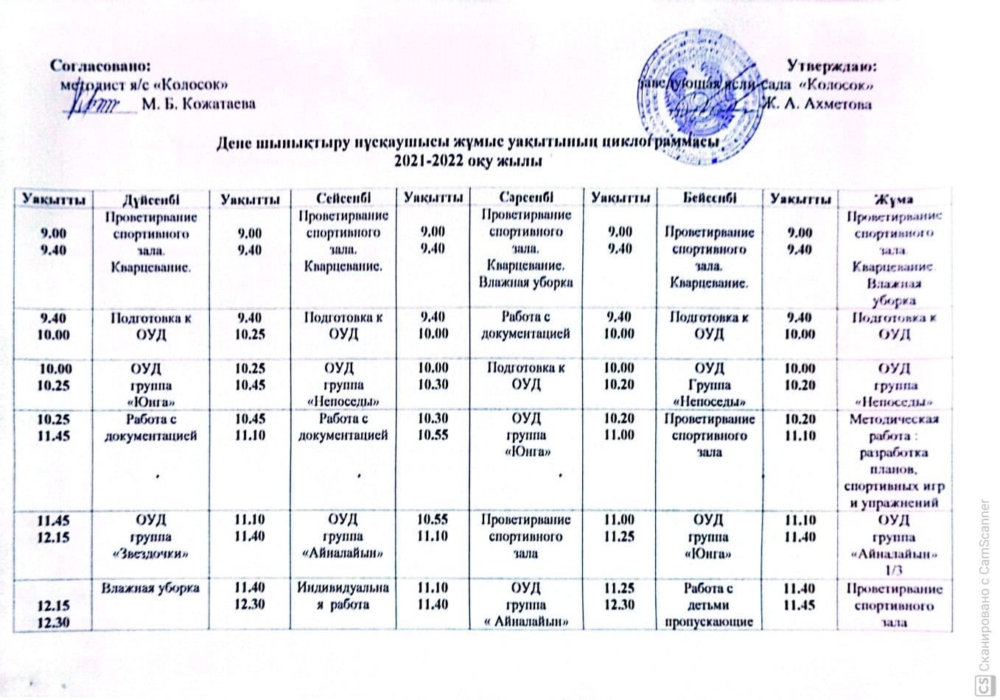 Согласовано:
методист я/с «Колосок»
М. Б. Кожатаева
Утверждаю:
заведующая ясли-сада «Колосок»
Ж. А. Ахметова
Дене шынықтыру нұсқаушысы жұмыс уақытының циклограммасы
2021-2022 оқу жылы
Уақытты Дүйсенбі Уақытты Сейсенбі Уақытты Сәрсенбі Уақытты Бейсенбі Уақытты Жұма
9.00
9.40
Проветирвание
спортивного
зала.
Кварцевание.
9.00
9.40
Проветирвание
спортивного
зала.
Кварцевание.
9.00
9.40
Проветирвание
спортивного
зала.
Кварцевание.
Влажная уборка
9.00
9.40
Проветирвание
спортивного
зала.
Кварцевание.
9.00
9.40
Проветирвание
спортивного
зала.
Кварцевание.
Влажная
уборка
9.40
10.00
Подготовка к
ОУД
9.40
10.25
Подготовка к
ОУД
9.40
10.00
Работа с
документацией
9.40
10.00
Подготовка к
ОУД
9.40
10.00
Подготовка к
ОУД
10.00
10.25
ОУД
группа
«Юнга»
10.25
10.45
ОУД
группа
«Непоседы»
10.00
10.30
Подготовка к
ОУД
10.00
10.20
ОУД
Группа
«Непоседы»
10.00
10.20
ОУД
группа
«Непоседы»
10.25
11.45
Работа с
документацией
10.45
11.10
Работа с
документацией
10.30
10.55
ОУД
группа
«Юнга»
10.20
11.00
Проветирвание
спортивного
зала
10.20
11.10
Методическая
работа :
разработка
планов,
спортивных игр
и упражнений
11.45
12.15
ОУД
группа
«Звездочки»
11.10
11.40
ОУД
группа
«Айналайын»
10.55
11.10
Проветирвание
спортивного
зала
11.00
11.25
ОУД
группа
«Юнга»
11.10
11.40
ОУД
группа
«Айналайын»
1/3
12.15
12.30
Влажная уборка
11.40
12.30
Индивидуальна
я работа
11.10
11.40
ОУД
группа
« Айналайын»
11.25
12.30
Работа с
детьми
пропускающие
11.40
11.45
Проветирвание
спортивного
зала
CS Сканировано с CamScanner